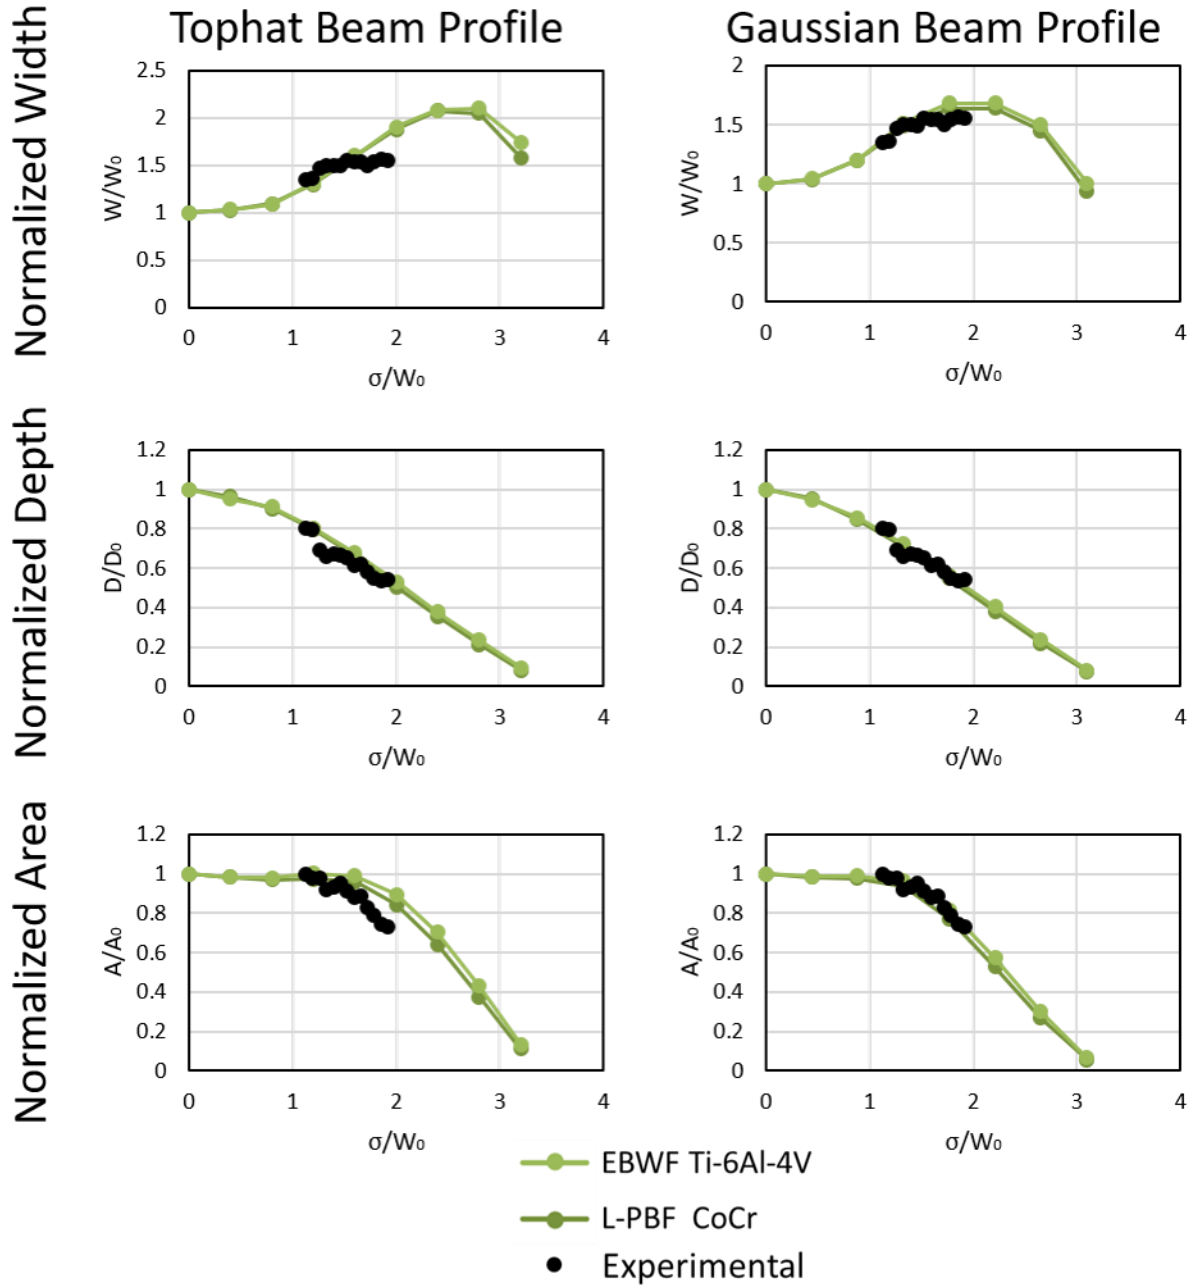 Tophat Beam Profile
Gaussian Beam Profile
Normalized Width
2.5
2
1.5
1
0.5
0
W/W₀
0 1 2 3 4
σ/W₀
2
1.5
1
0.5
0
W/W₀
0 1 2 3 4
σ/W₀
Normalized Depth
1.2
1
0.8
0.6
0.4
0.2
0
D/D₀
0 1 2 3 4
σ/W₀
1.2
1
0.8
0.6
0.4
0.2
0
D/D₀
0 1 2 3 4
σ/W₀
Normalized Area
1.2
1
0.8
0.6
0.4
0.2
0
A/A₀
0 1 2 3 4
σ/W₀
1.2
1
0.8
0.6
0.4
0.2
0
A/A₀
0 1 2 3 4
σ/W₀
EBWF Ti-6Al-4V
L-PBF CoCr
Experimental